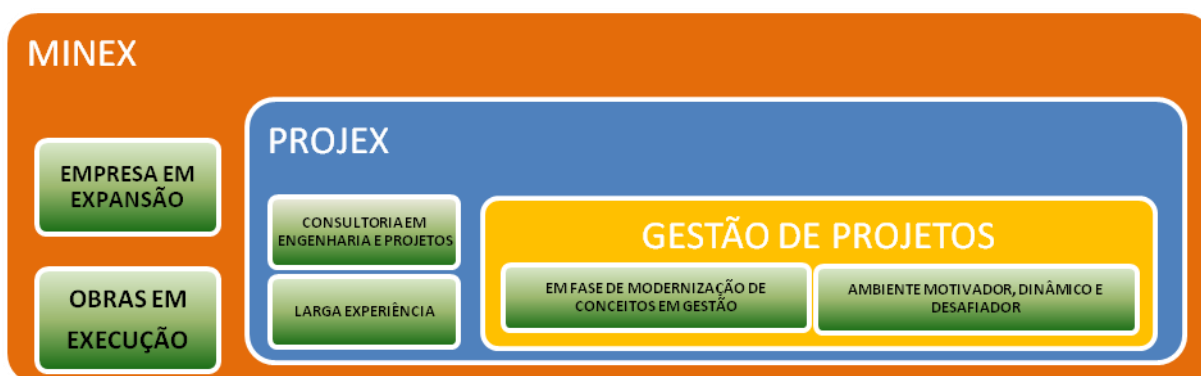 MINEX
EMPRESA EM
EXPANSÃO
OBRAS EM
EXECUÇÃO
PROJEX
CONSULTORIA EM
ENGENHARIA E PROJETOS
LARGA EXPERIÊNCIA
GESTÃO DE PROJETOS
EM FASE DE MODERNIZAÇÃO DE
CONCEITOS EM GESTÃO
AMBIENTE MOTIVADOR, DINÂMICO E
DESAFIADOR